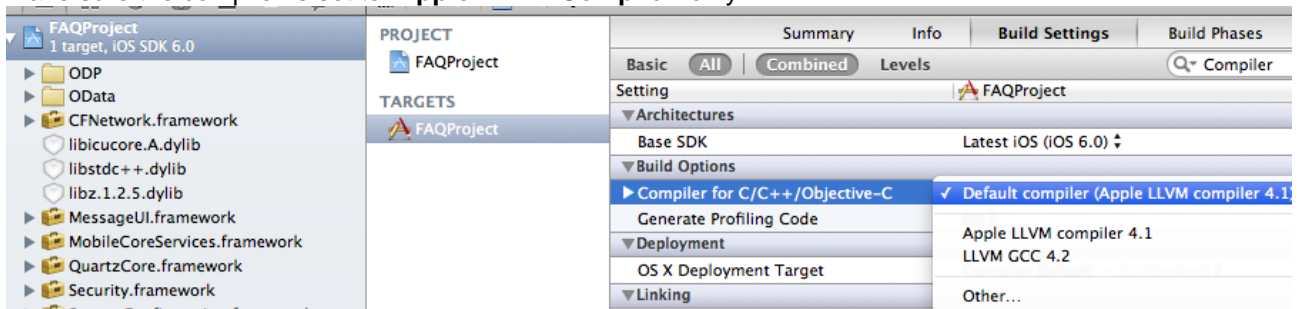 FAQProject
1 target, iOS SDK 6.0
ODP
OData
CFNetwork.framework
libicucore.A.dylib
libstdc++.dylib
libz.1.2.5.dylib
MessageUI.framework
MobileCoreServices.framework
QuartzCore.framework
Security.framework
PROJECT
FAQProject
TARGETS
FAQProject
Summary Info Build Settings Build Phases
Basic All Combined Levels Compiler
Setting FAQProject
Architectures
Base SDK Latest iOS (iOS 6.0)
Build Options
Compiler for C/C++/Objective-C ✓ Default compiler (Apple LLVM compiler 4.1)
Generate Profiling Code
Apple LLVM compiler 4.1
Deployment
LLVM GCC 4.2
OS X Deployment Target
Linking Other...